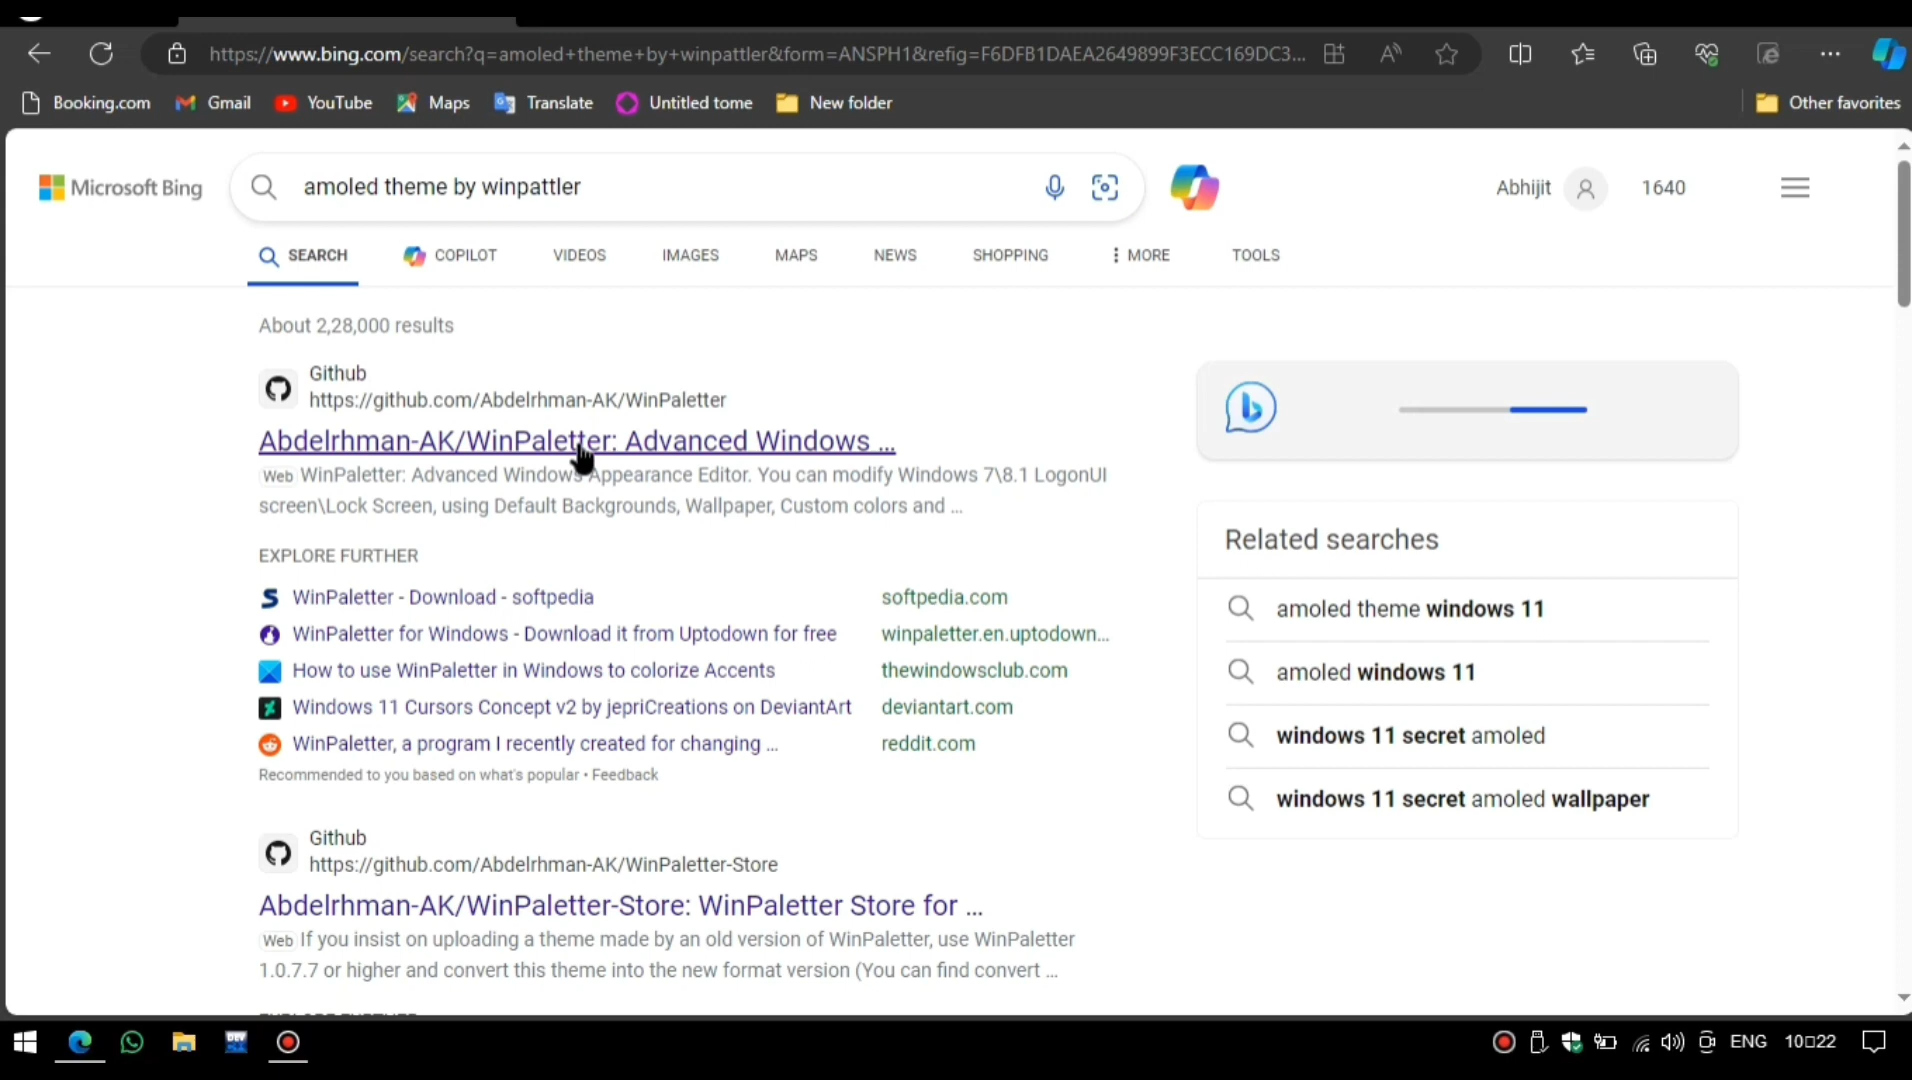 https://www.bing.com/search?q=amoled+theme+by+winpattler&form=ANSPH1&refig=F6DFB1DAEA2649899F3ECC169DC3...
Booking.com Gmail YouTube Maps Translate Untitled tome New folder Other favorites
Microsoft Bing amoled theme by winpattler Abhijit 1640
SEARCH COPILOT VIDEOS IMAGES MAPS NEWS SHOPPING MORE TOOLS
About 2,28,000 results
Github
https://github.com/Abdelrhman-AK/WinPaletter
Abdelrhman-AK/WinPaletter: Advanced Windows ...
Web WinPaletter: Advanced Windows Appearance Editor. You can modify Windows 7\8.1 LogonUI
screen\Lock Screen, using Default Backgrounds, Wallpaper, Custom colors and ...
EXPLORE FURTHER
WinPaletter - Download - softpedia softpedia.com
WinPaletter for Windows - Download it from Uptodown for free winpaletter.en.uptodown...
How to use WinPaletter in Windows to colorize Accents thewindowsclub.com
Windows 11 Cursors Concept v2 by jepriCreations on DeviantArt deviantart.com
WinPaletter, a program I recently created for changing ... reddit.com
Recommended to you based on what's popular • Feedback
Github
https://github.com/Abdelrhman-AK/WinPaletter-Store
Abdelrhman-AK/WinPaletter-Store: WinPaletter Store for ...
Web If you insist on uploading a theme made by an old version of WinPaletter, use WinPaletter
1.0.7.7 or higher and convert this theme into the new format version (You can find convert ...
Related searches
amoled theme windows 11
amoled windows 11
windows 11 secret amoled
windows 11 secret amoled wallpaper
DEV
ENG 10□22